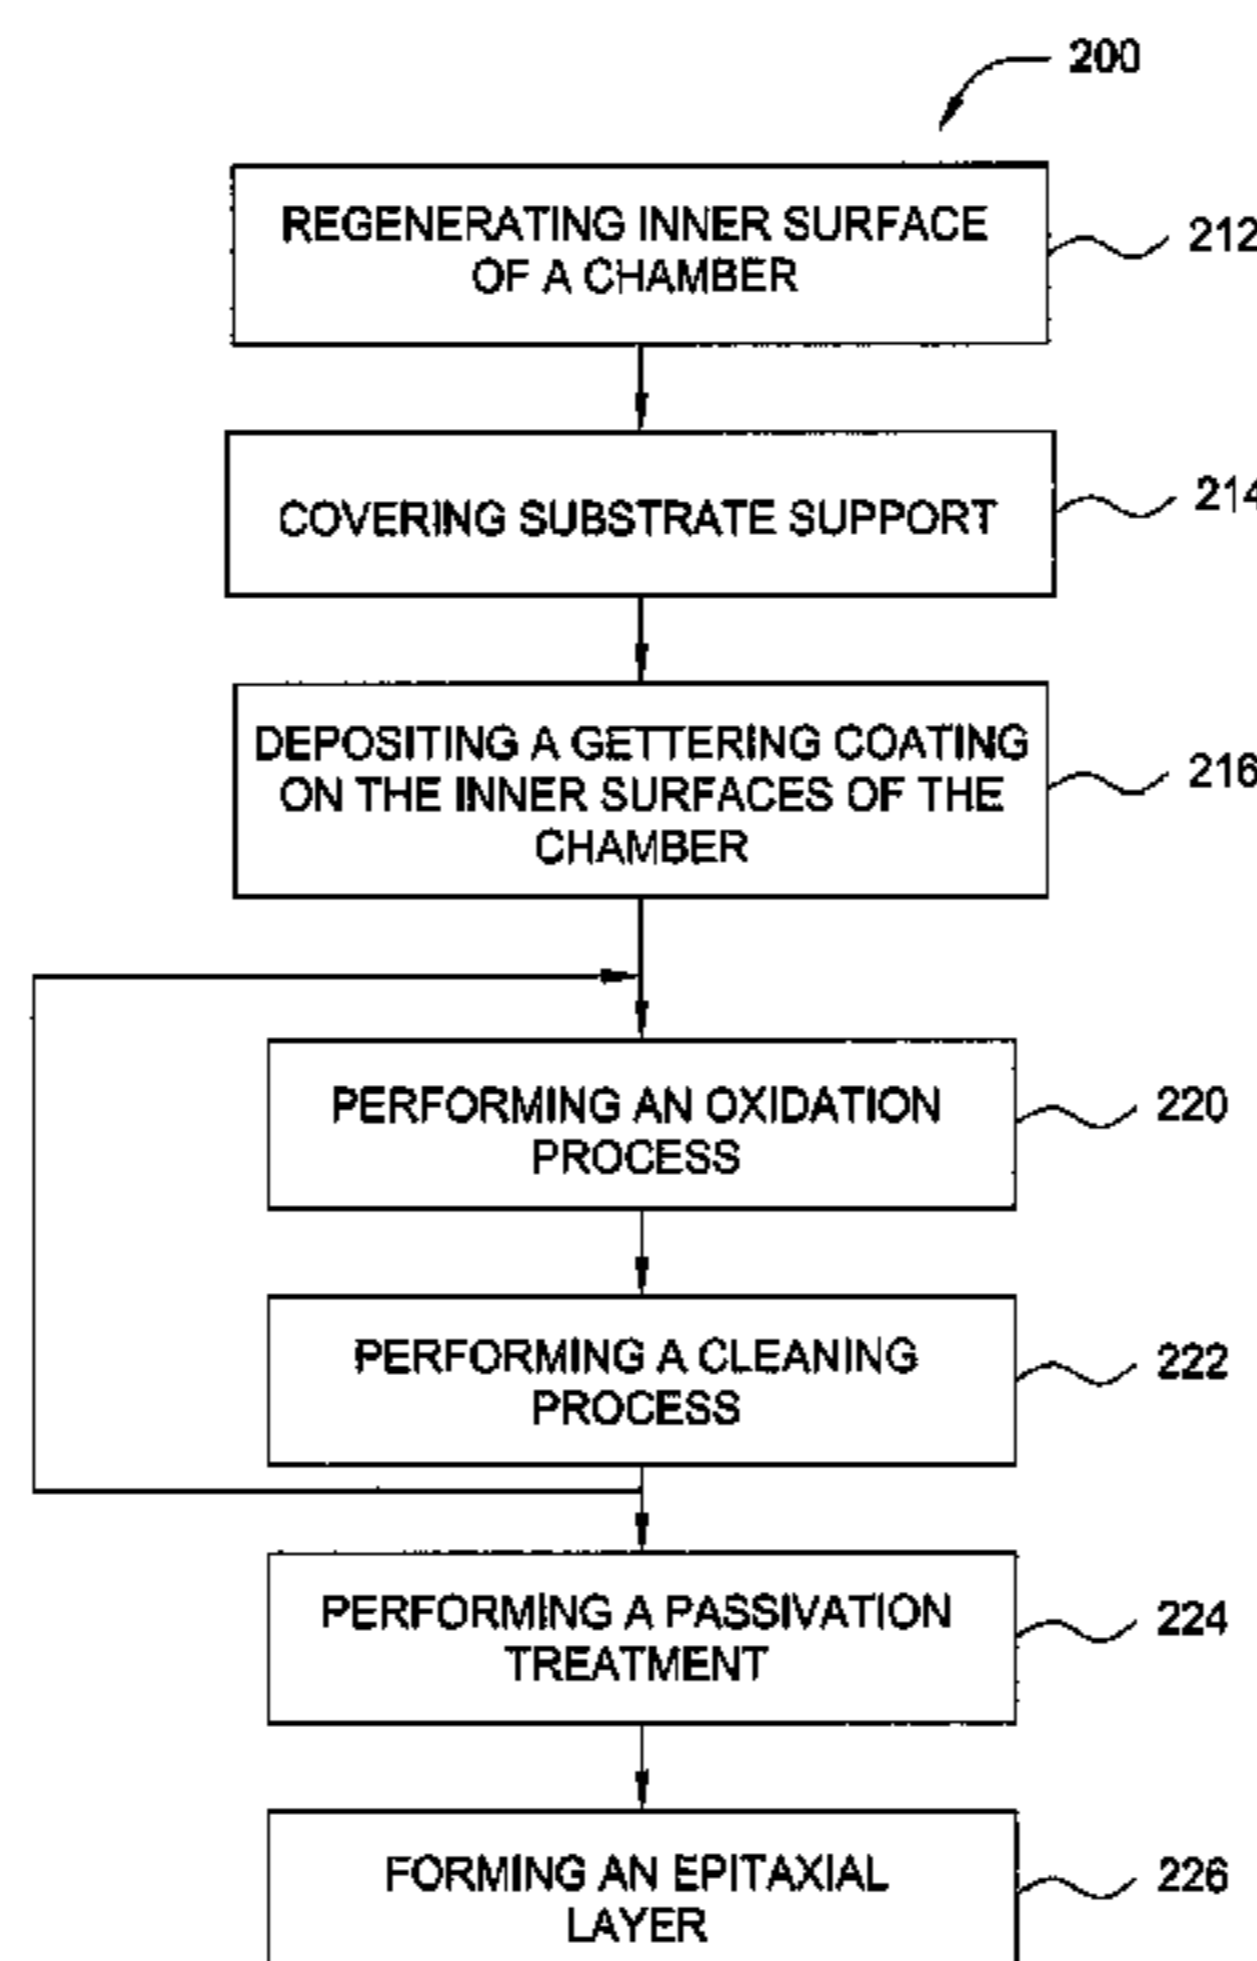 200
REGENERATING INNER SURFACE
OF A CHAMBER
212
COVERING SUBSTRATE SUPPORT
214
DEPOSITING A GETTERING COATING
ON THE INNER SURFACES OF THE
CHAMBER
216
PERFORMING AN OXIDATION
PROCESS
220
PERFORMING A CLEANING
PROCESS
222
PERFORMING A PASSIVATION
TREATMENT
224
FORMING AN EPITAXIAL
LAYER
226